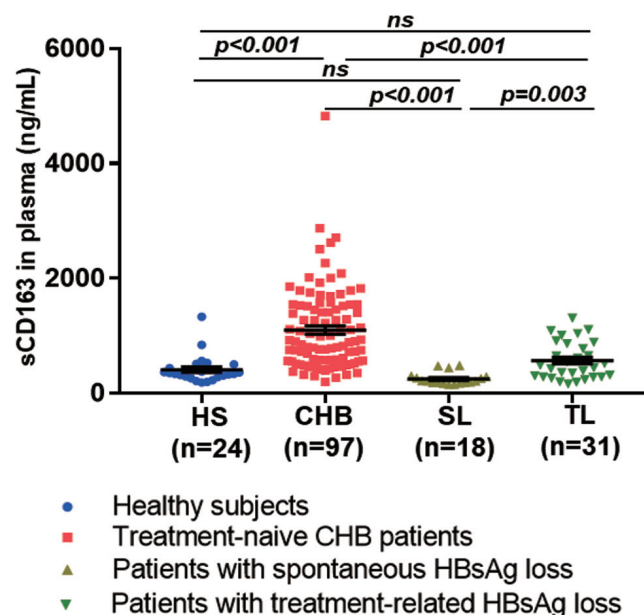 ns
6000
p<0.001 p<0.001
ns
p<0.001 p=0.003
sCD163 in plasma (ng/mL)
4000
2000
0
HS CHB SL TL
(n=24) (n=97) (n=18) (n=31)
Healthy subjects
Treatment-naive CHB patients
Patients with spontaneous HBsAg loss
Patients with treatment-related HBsAg loss